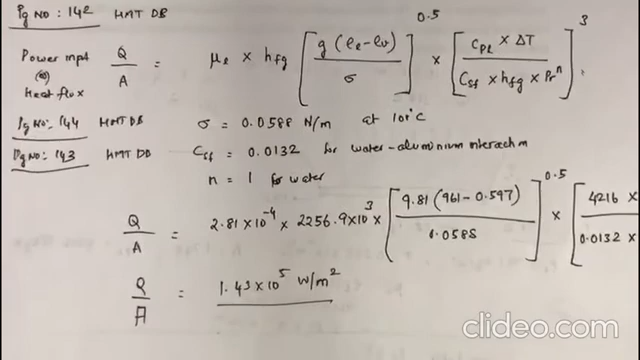 Pg No : 142 HMT DB
Power input Q/A = μl × hfg [ g (ρl - ρv) / σ ]^0.5 × [ Cpl × ΔT / Csf × hfg × Pr^n ]^3
(or)
Heat flux
Pg No: 144 HMT DB σ = 0.0588 N/m at 100°C
Pg No: 143 HMT DB Csf = 0.0132 for water-aluminium
n = 1 for water
Q/A = 2.81 × 10^-4 × 2256.9 × 10^3 × [ 9.81 (961 - 0.597) / 0.0588 ]^0.5 × [ 4216 × / 0.0132 ×
Q/A = 1.43 × 10^5 W/m^2
clideo.com